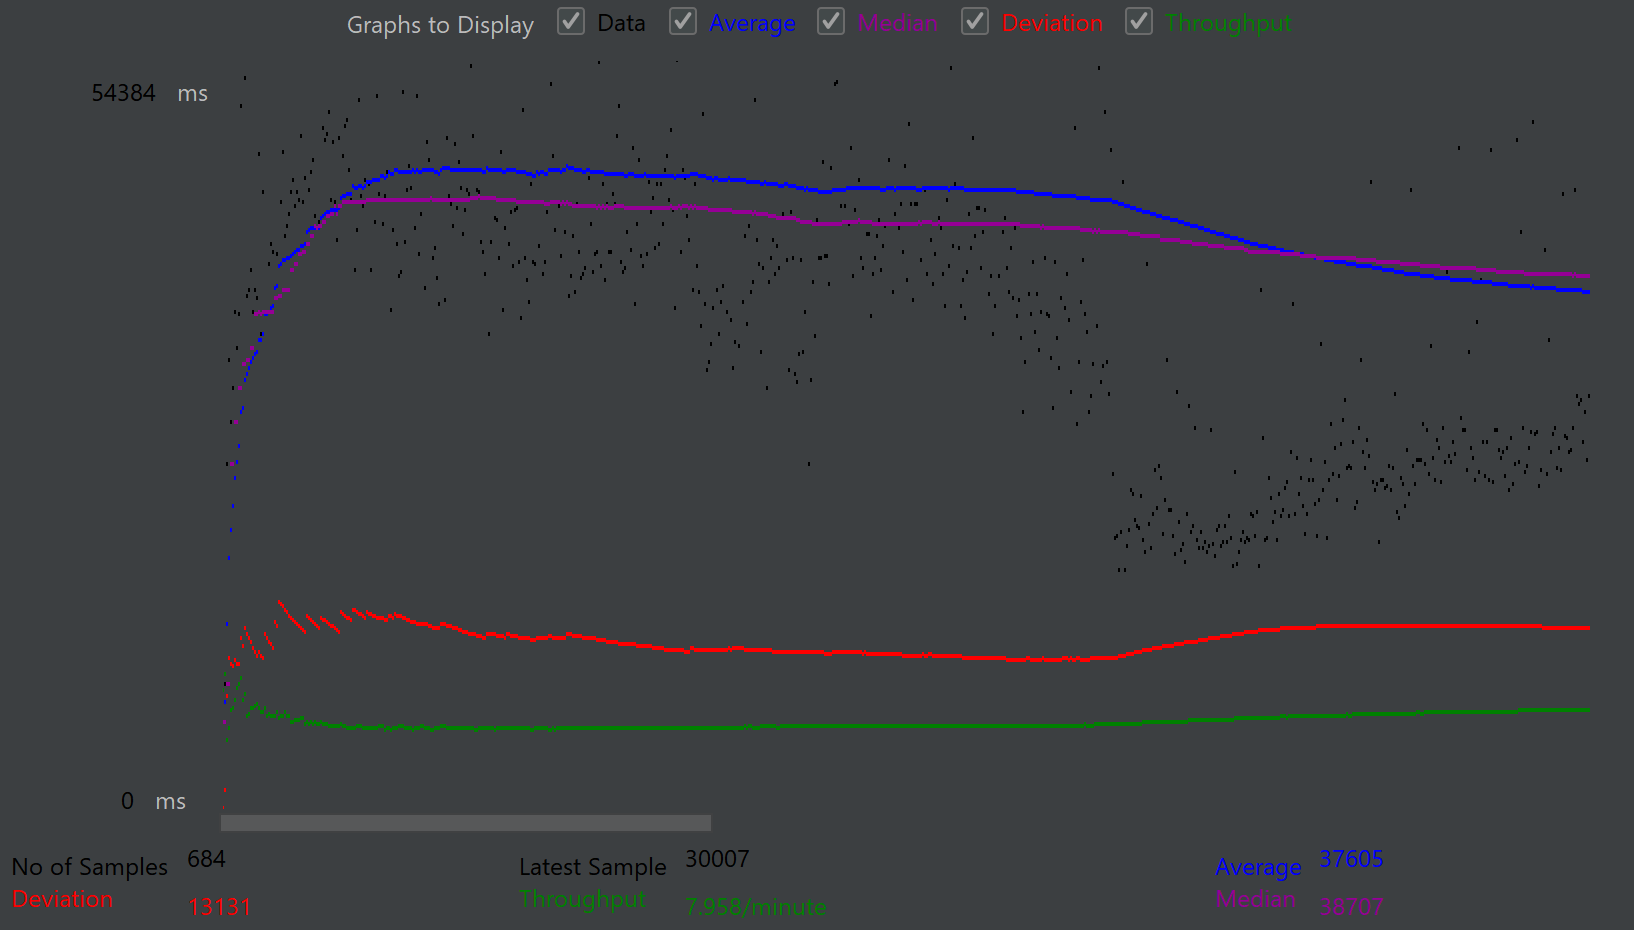 Graphs to Display Data Average Median Deviation Throughput
54384 ms
0 ms
No of Samples 684 Latest Sample 30007 Average 37605
Deviation 13131 Throughput 7.958/minute Median 38707